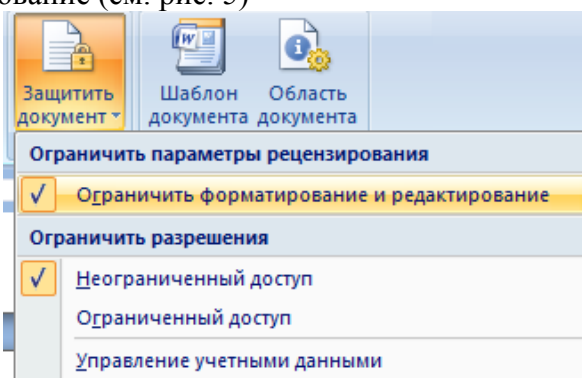 ование (см. рис. 5)
Защитить документ
Шаблон документа
Область документа
Ограничить параметры рецензирования
Ограничить форматирование и редактирование
Ограничить разрешения
Неограниченный доступ
Ограниченный доступ
Управление учетными данными